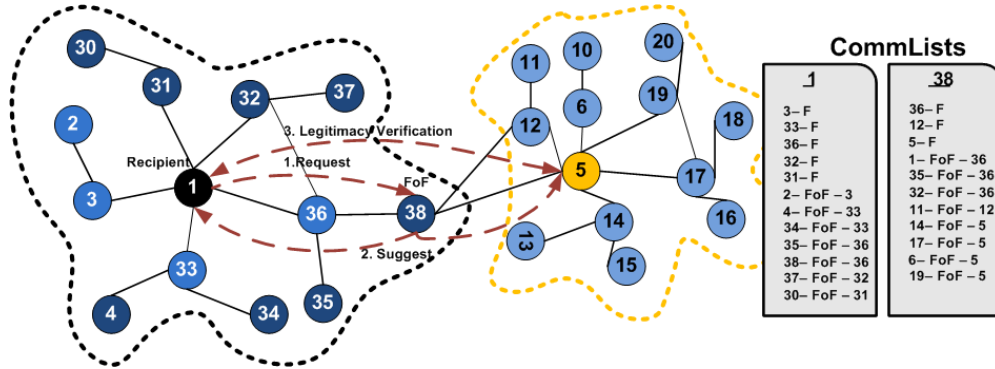 30
31
32
37
2
3
Recipient
1
36
FoF
38
33
4
34
35
3. Legitimacy Verification
1.Request
2. Suggest
11
10
20
12
6
19
18
5
17
16
14
13
15
CommLists
1
3– F
33– F
36– F
32– F
31– F
2– FoF –3
4– FoF –33
34– FoF –33
35– FoF –36
38– FoF –36
37– FoF –32
30– FoF –31
38
36– F
12– F
5– F
1– FoF –36
35– FoF –36
32– FoF –36
11– FoF –12
14– FoF –5
17– FoF –5
6– FoF –5
19– FoF –5